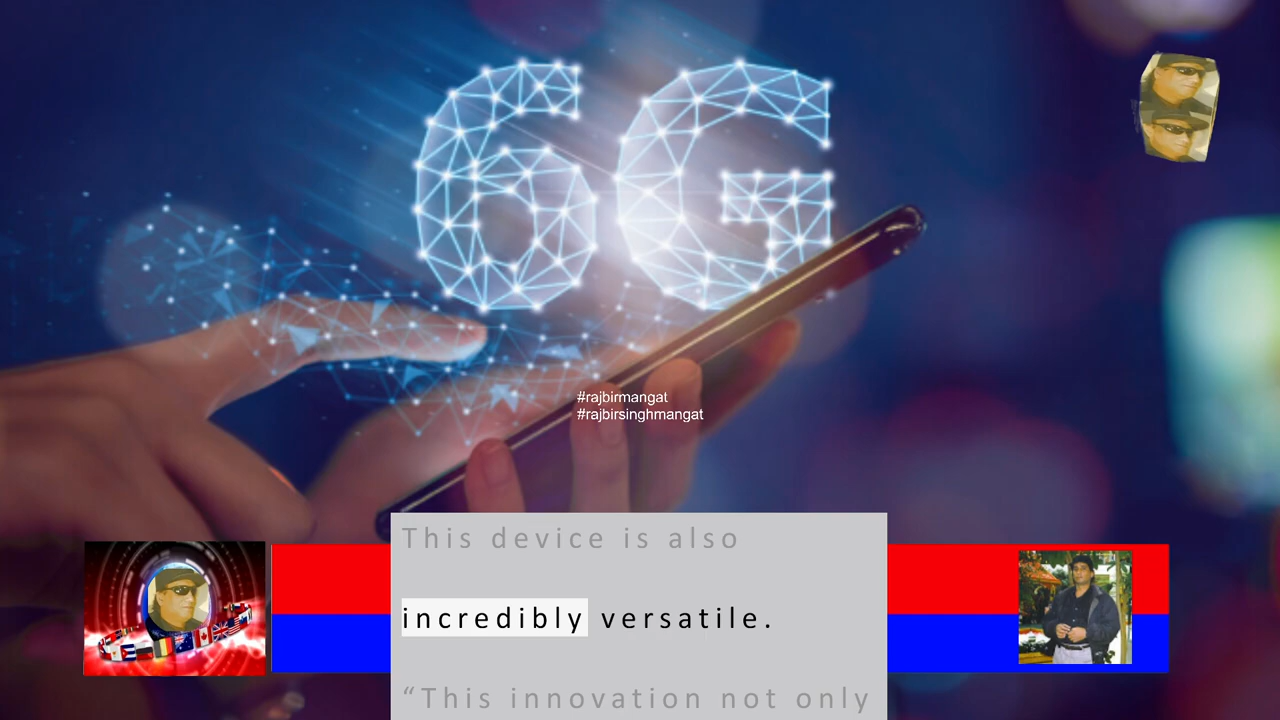 6G
#rajbirmangat
#rajbirsinghmangat
This device is also
incredibly versatile.
“This innovation not only